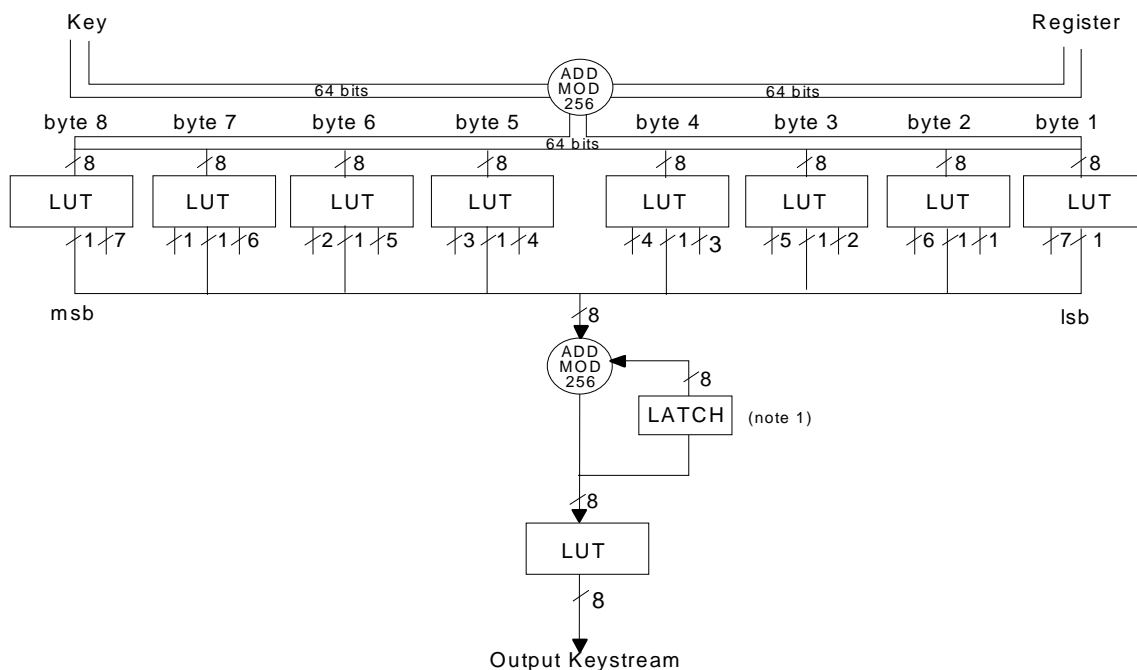 Key Register
ADD
MOD
256
64 bits 64 bits
byte 8 byte 7 byte 6 byte 5 byte 4 byte 3 byte 2 byte 1
64 bits
8 8 8 8 8 8 8 8
LUT LUT LUT LUT LUT LUT LUT LUT
1 7 1 1 6 2 1 5 3 1 4 4 1 3 5 1 2 6 1 1 7 1
msb 8 lsb
ADD
MOD
256
8
LATCH (note 1)
8
LUT
8
Output Keystream